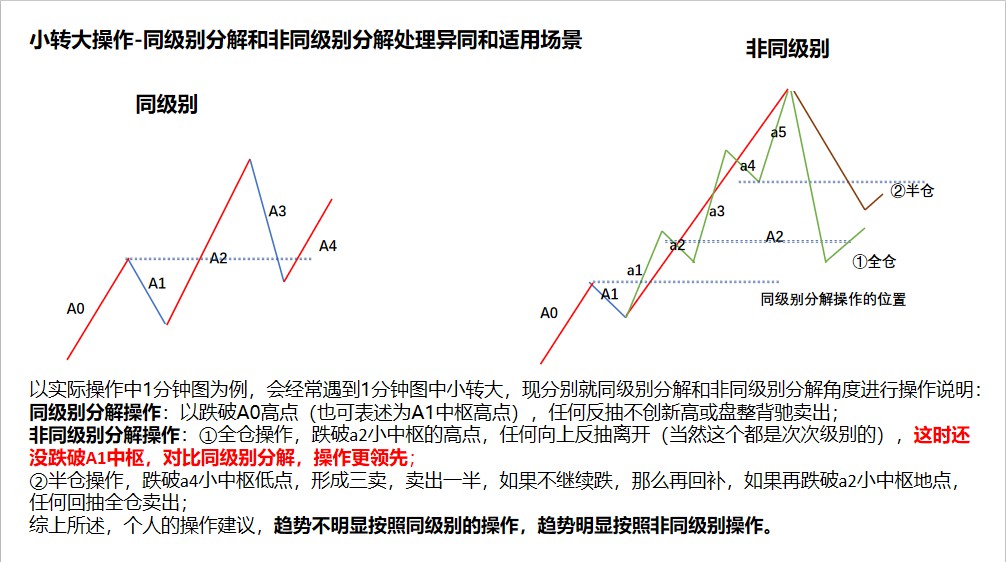 小转大操作-同级别分解和非同级别分解处理异同和适用场景
同级别
A0
A1
A2
A3
A4
非同级别
a5
a4
②半仓
a3
A2
a2
①全仓
a1
A1
同级别分解操作的位置
A0
以实际操作中1分钟图为例，会经常遇到1分钟图中小转大，现分别就同级别分解和非同级别分解角度进行操作说明：
同级别分解操作：以跌破A0高点（也可表述为A1中枢高点），任何反抽不创新高或盘整背驰卖出；
非同级别分解操作：①全仓操作，跌破a2小中枢的高点，任何向上反抽离开（当然这个都是次次级别的），这时还
没跌破A1中枢，对比同级别分解，操作更领先；
②半仓操作，跌破a4小中枢低点，形成三卖，卖出一半，如果不继续跌，那么再回补，如果再跌破a2小中枢地点，
任何回抽全仓卖出；
综上所述，个人的操作建议，趋势不明显按照同级别的操作，趋势明显按照非同级别操作。